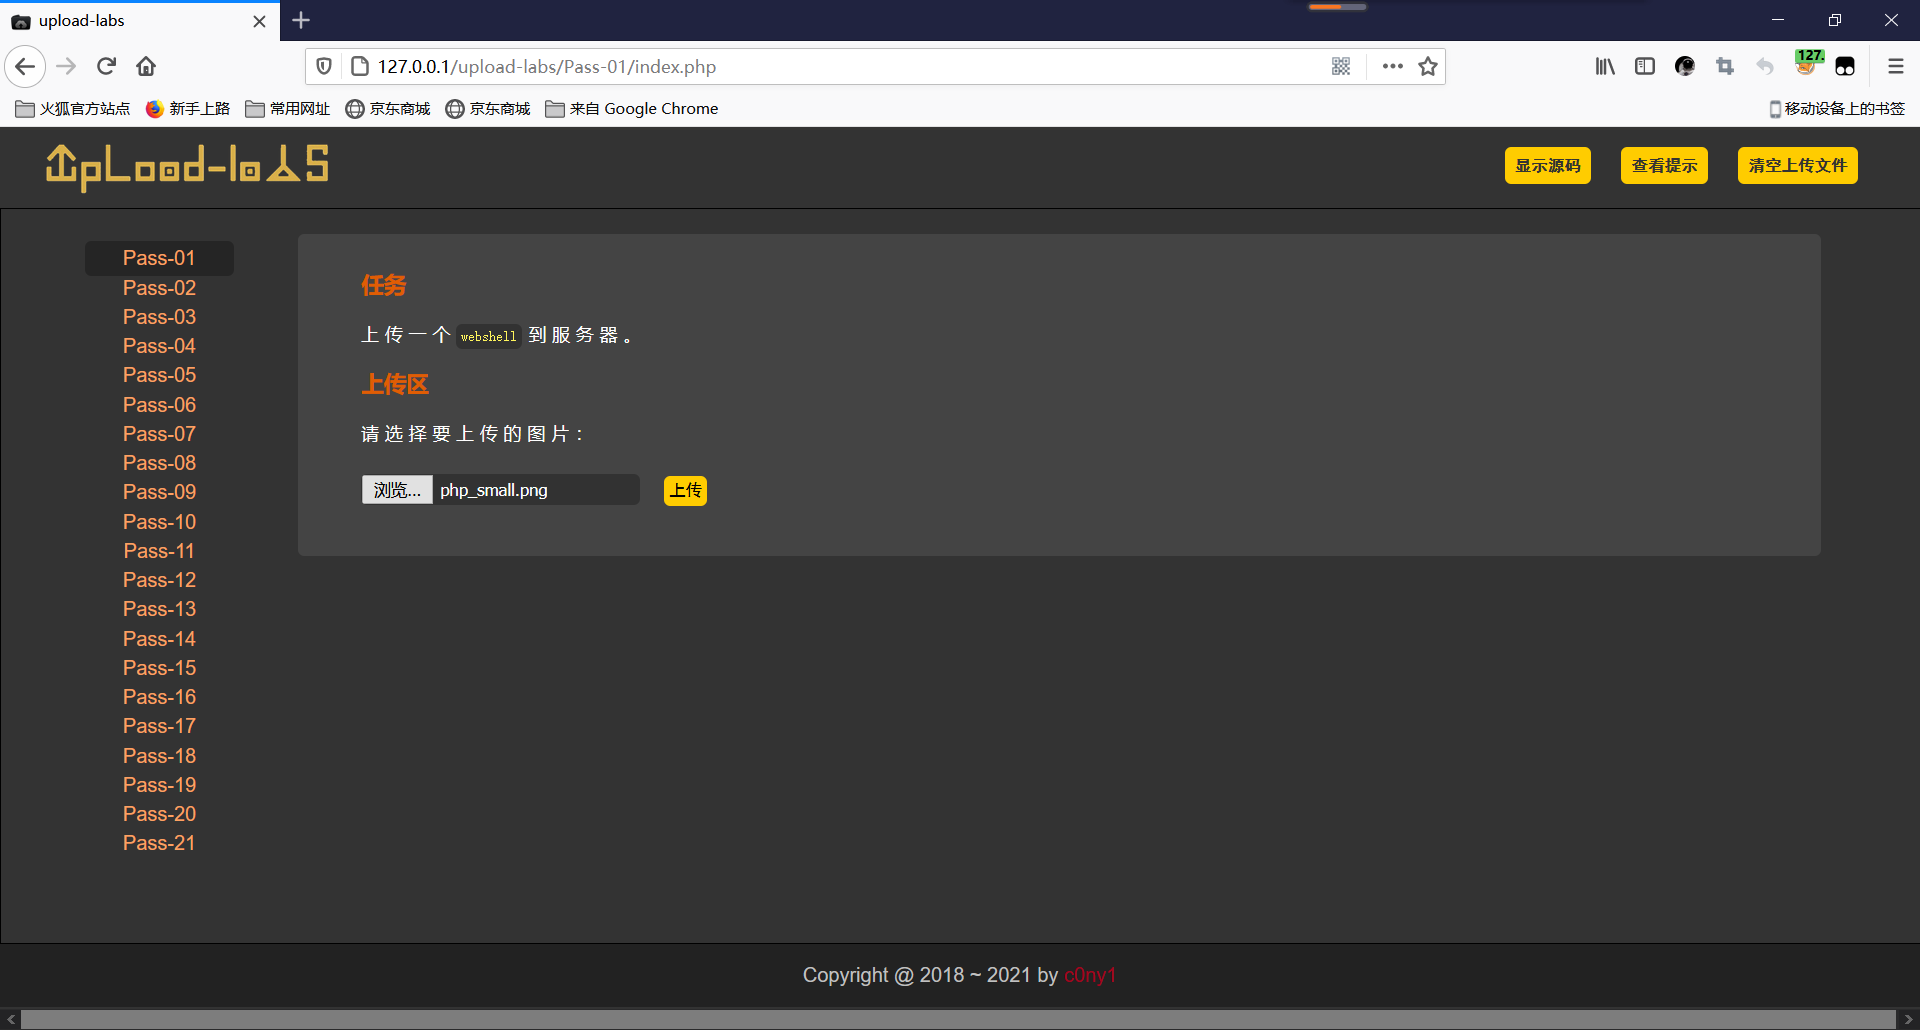 upload-labs
127.0.0.1/upload-labs/Pass-01/index.php
127.
火狐官方站点 新手上路 常用网址 京东商城 京东商城 来自 Google Chrome 移动设备上的书签
UpLoad-labS
显示源码 查看提示 清空上传文件
Pass-01
Pass-02
Pass-03
Pass-04
Pass-05
Pass-06
Pass-07
Pass-08
Pass-09
Pass-10
Pass-11
Pass-12
Pass-13
Pass-14
Pass-15
Pass-16
Pass-17
Pass-18
Pass-19
Pass-20
Pass-21
任务
上传一个 webshell 到服务器。
上传区
请选择要上传的图片：
浏览... php_small.png 上传
Copyright @ 2018 ~ 2021 by c0ny1